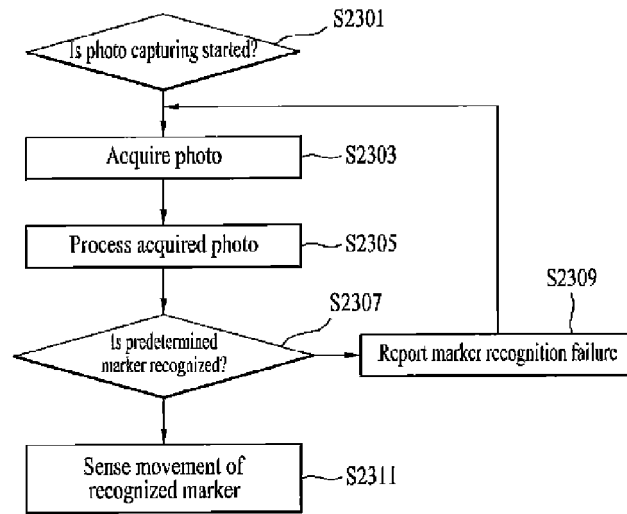 S2301
Is photo capturing started?
Acquire photo
S2303
Process acquired photo
S2305
S2307
S2309
Is predetermined
marker recognized?
Report marker recognition failure
Sense movement of
recognized marker
S2311